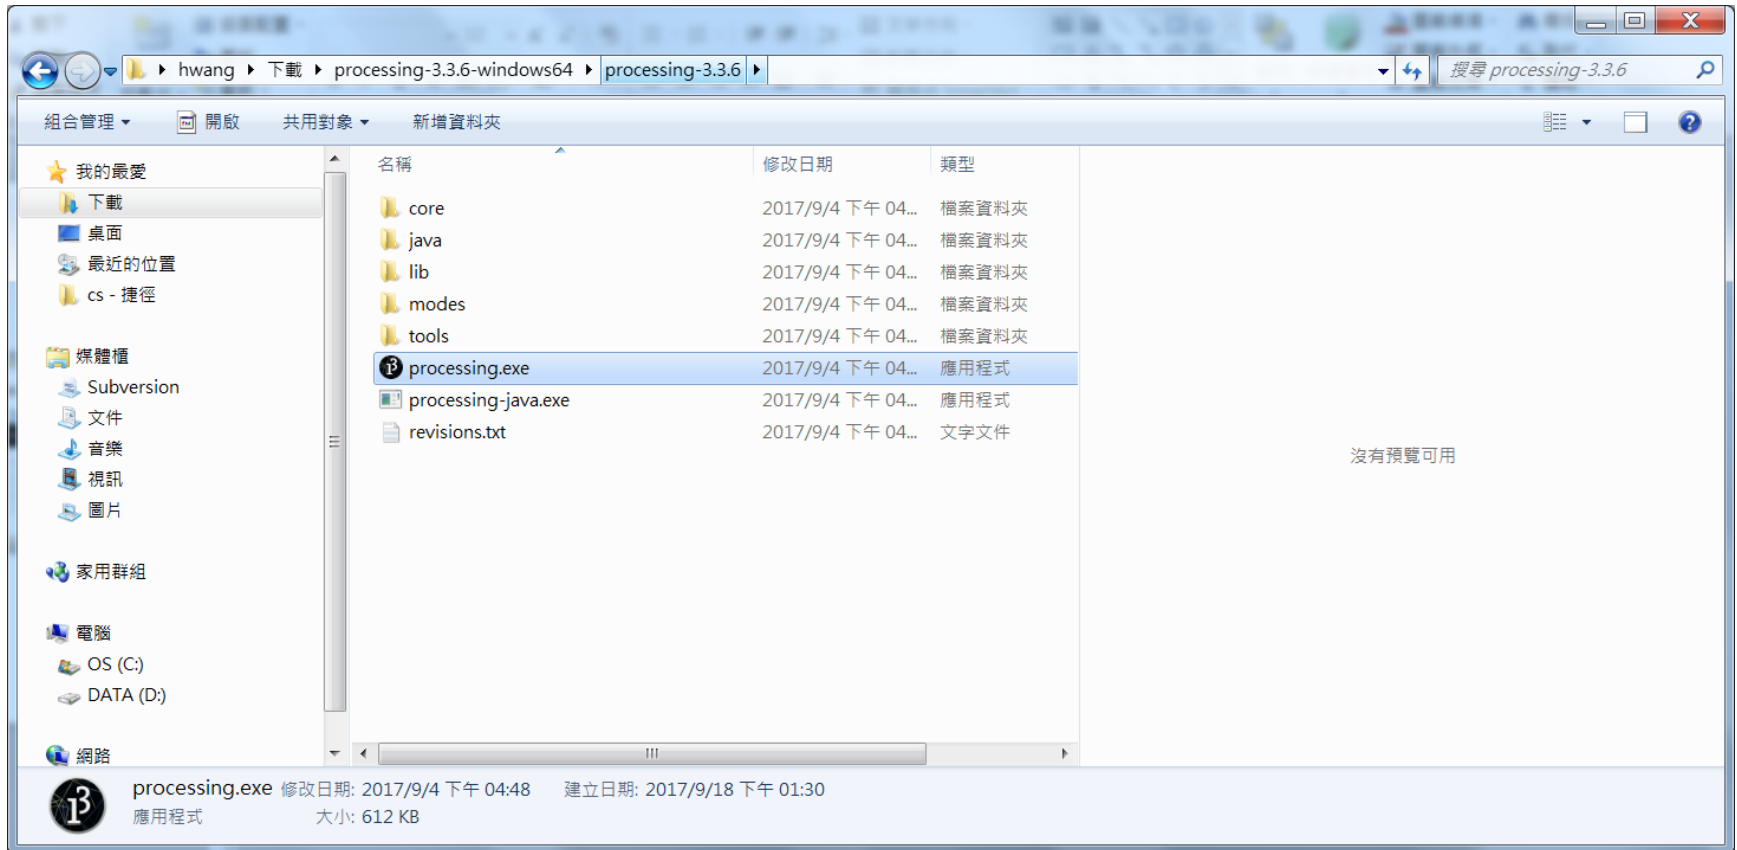 hwang 下載 processing-3.3.6-windows64 processing-3.3.6 搜尋 processing-3.3.6
組合管理 開啟 共用對象 新增資料夾
我的最愛
下載
桌面
最近的位置
cs - 捷徑
媒體櫃
Subversion
文件
音樂
視訊
圖片
家用群組
電腦
OS (C:)
DATA (D:)
網路
名稱 修改日期 類型
core 2017/9/4 下午 04... 檔案資料夾
java 2017/9/4 下午 04... 檔案資料夾
lib 2017/9/4 下午 04... 檔案資料夾
modes 2017/9/4 下午 04... 檔案資料夾
tools 2017/9/4 下午 04... 檔案資料夾
processing.exe 2017/9/4 下午 04... 應用程式
processing-java.exe 2017/9/4 下午 04... 應用程式
revisions.txt 2017/9/4 下午 04... 文字文件
沒有預覽可用
processing.exe 修改日期: 2017/9/4 下午 04:48 建立日期: 2017/9/18 下午 01:30
應用程式 大小: 612 KB